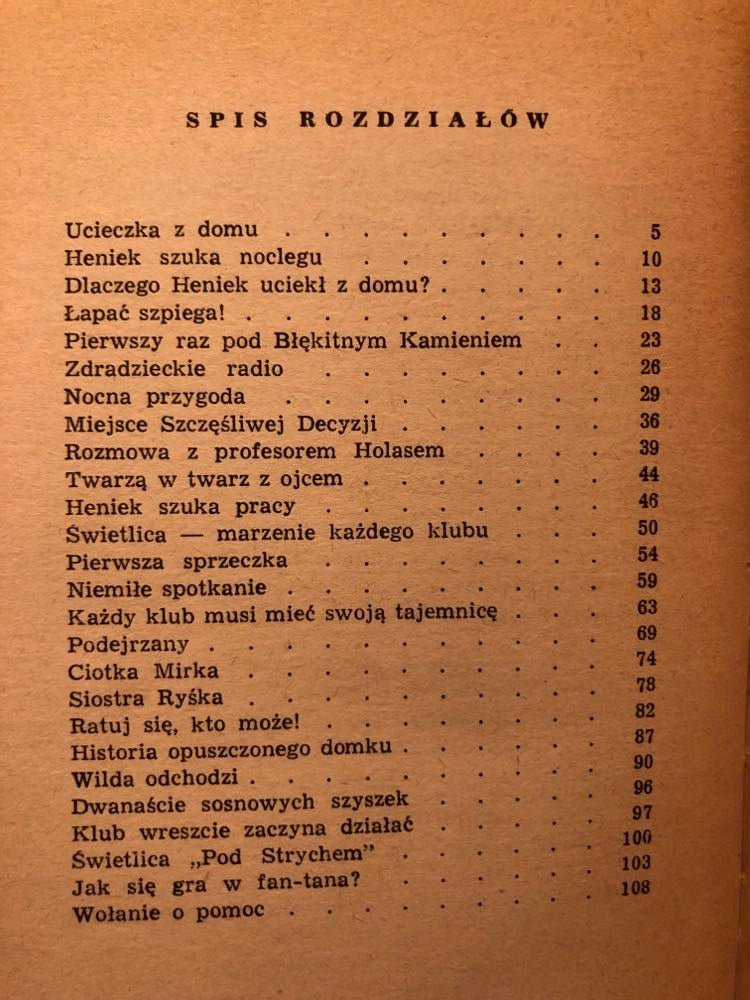 SPIS ROZDZIAŁÓW
Ucieczka z domu . . . . . . . . . 5
Heniek szuka noclegu . . . . . . . 10
Dlaczego Heniek uciekł z domu? . . . . . 13
Łapać szpiega! . . . . . . . . . . 18
Pierwszy raz pod Błękitnym Kamieniem . . 23
Zdradzieckie radio . . . . . . . . 26
Nocna przygoda . . . . . . . . . 29
Miejsce Szczęśliwej Decyzji . . . . . . 36
Rozmowa z profesorem Holasem . . . . 39
Twarzą w twarz z ojcem . . . . . . . 44
Heniek szuka pracy . . . . . . . . 46
Świetlica — marzenie każdego klubu . . . 50
Pierwsza sprzeczka . . . . . . . . 54
Niemiłe spotkanie . . . . . . . . . 59
Każdy klub musi mieć swoją tajemnicę . . . 63
Podejrzany . . . . . . . . . . . 69
Ciotka Mirka . . . . . . . . . . 74
Siostra Ryśka . . . . . . . . . . 78
Ratuj się, kto może! . . . . . . . . 82
Historia opuszczonego domku . . . . . . 87
Wilda odchodzi . . . . . . . . . . 90
Dwanaście sosnowych szyszek . . . . . 96
Klub wreszcie zaczyna działać . . . . . 97
Świetlica „Pod Strychem” . . . . . . 100
Jak się gra w fan-tana? . . . . . . 103
Wołanie o pomoc . . . . . . . . . 108